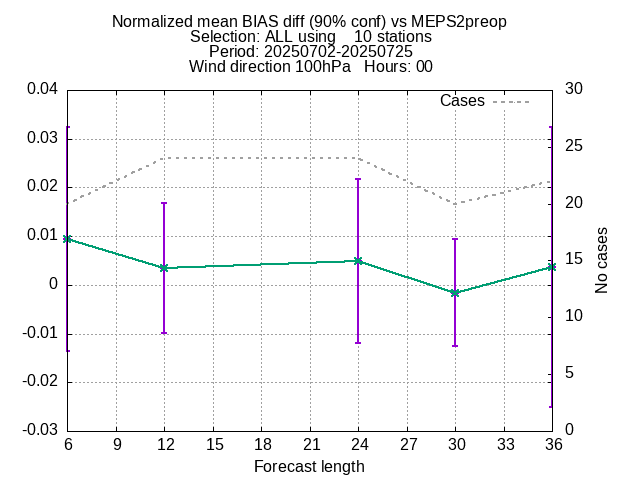 Normalized mean BIAS diff (90% conf) vs MEPS2preop
Selection: ALL using    10 stations
Period: 20250702-20250725
Wind direction 100hPa   Hours: 00
Cases
0.04
0.03
0.02
0.01
0
-0.01
-0.02
-0.03
30
25
20
15
10
5
0
No cases
6 9 12 15 18 21 24 27 30 33 36
Forecast length